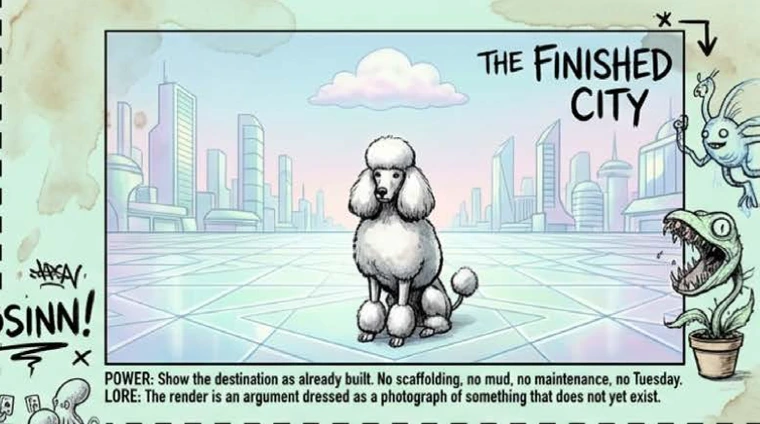 THE FINISHED
CITY
SINN!
POWER: Show the destination as already built. No scaffolding, no mud, no maintenance, no Tuesday.
LORE: The render is an argument dressed as a photograph of something that does not yet exist.